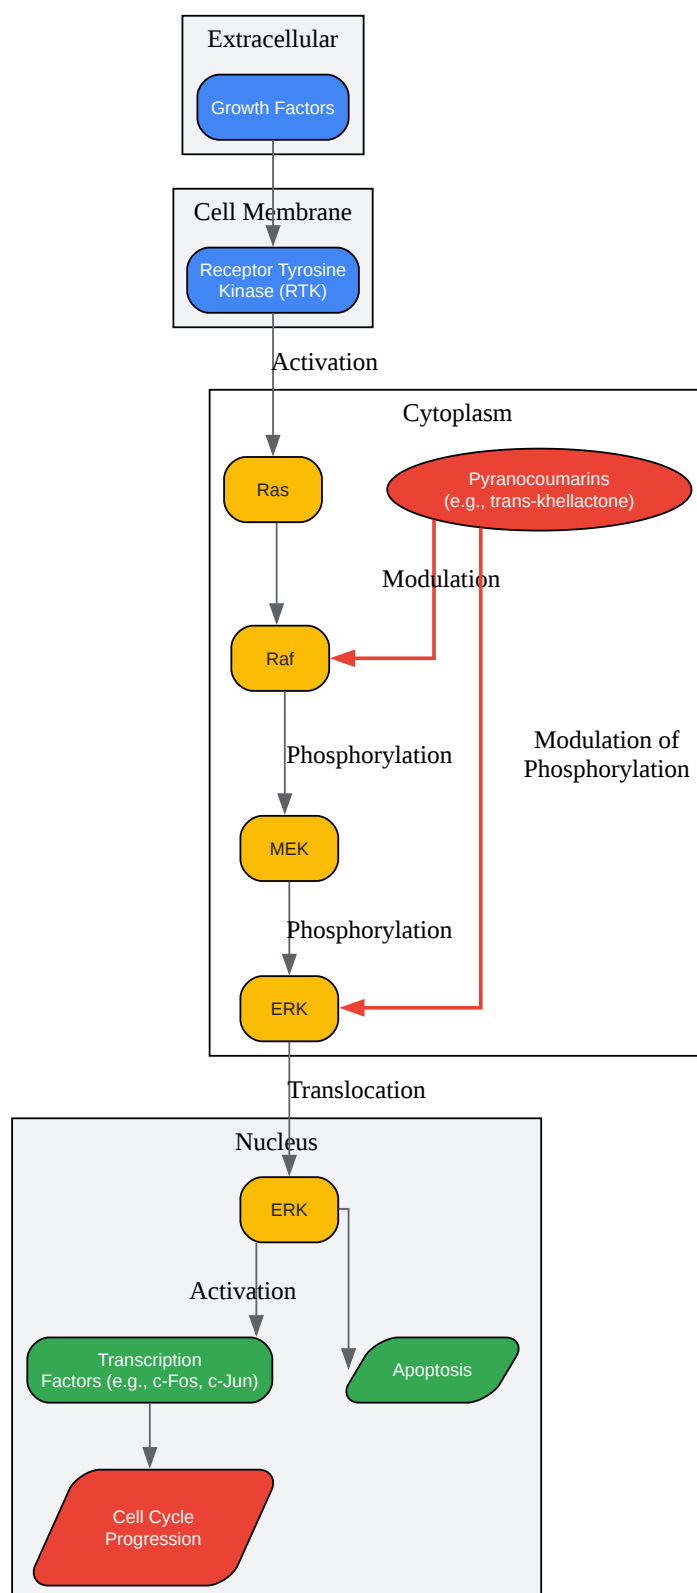 Extracellular
Growth Factors
Cell Membrane
Receptor Tyrosine
Kinase (RTK)
Activation
Cytoplasm
Ras
Pyranocoumarins
(e.g., trans-khellactone)
Modulation
Raf
Phosphorylation
Modulation of
Phosphorylation
MEK
Phosphorylation
ERK
Translocation
Nucleus
ERK
Activation
Transcription
Factors (e.g., c-Fos, c-Jun)
Apoptosis
Cell Cycle
Progression